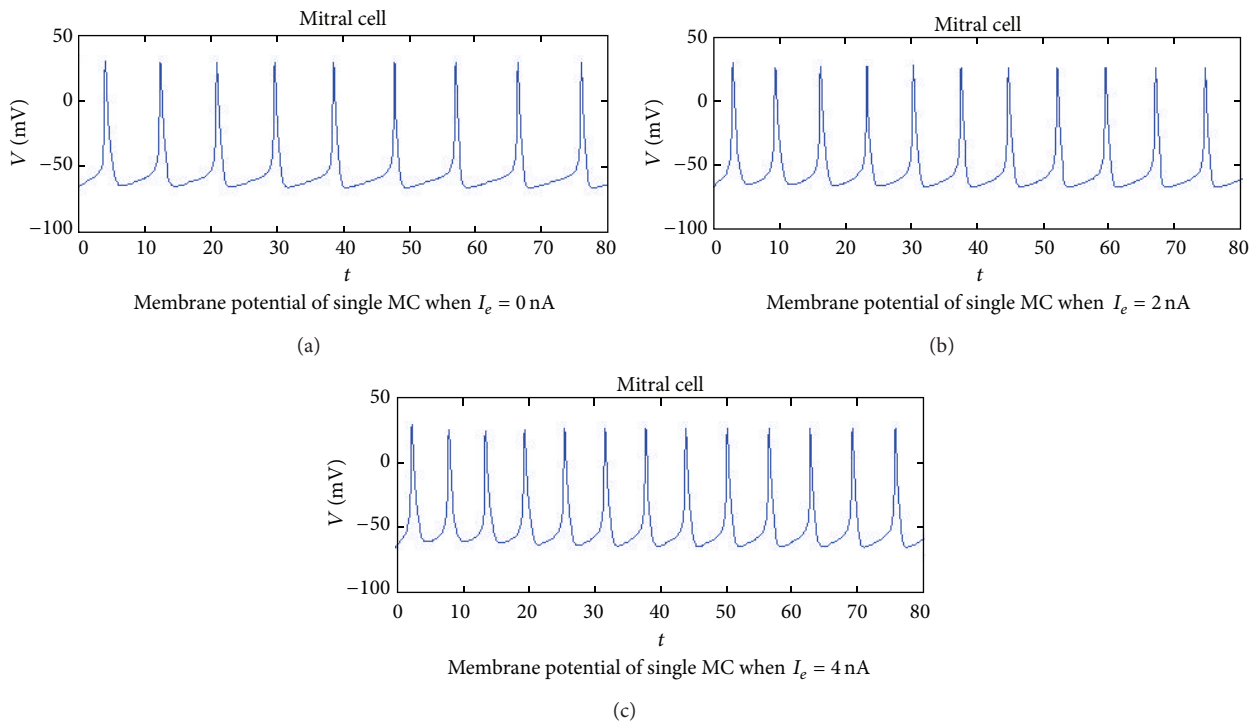 Mitral cell
50
0
−50
−100
V (mV)
0 10 20 30 40 50 60 70 80
t
Membrane potential of single MC when I_e = 0 nA
(a)
Mitral cell
50
0
−50
−100
V (mV)
0 10 20 30 40 50 60 70 80
t
Membrane potential of single MC when I_e = 2 nA
(b)
Mitral cell
50
0
−50
−100
V (mV)
0 10 20 30 40 50 60 70 80
t
Membrane potential of single MC when I_e = 4 nA
(c)